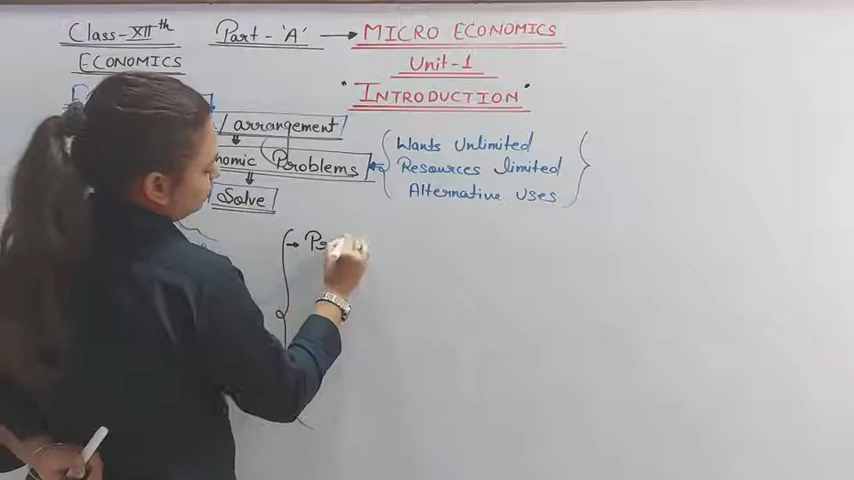 Class-XIIth Part-'A' → MICRO ECONOMICS
ECONOMICS Unit-1
INTRODUCTION
/ arrangement
nomic (Problems Wants Unlimited
Resources limited
Solve Alternative Uses
→